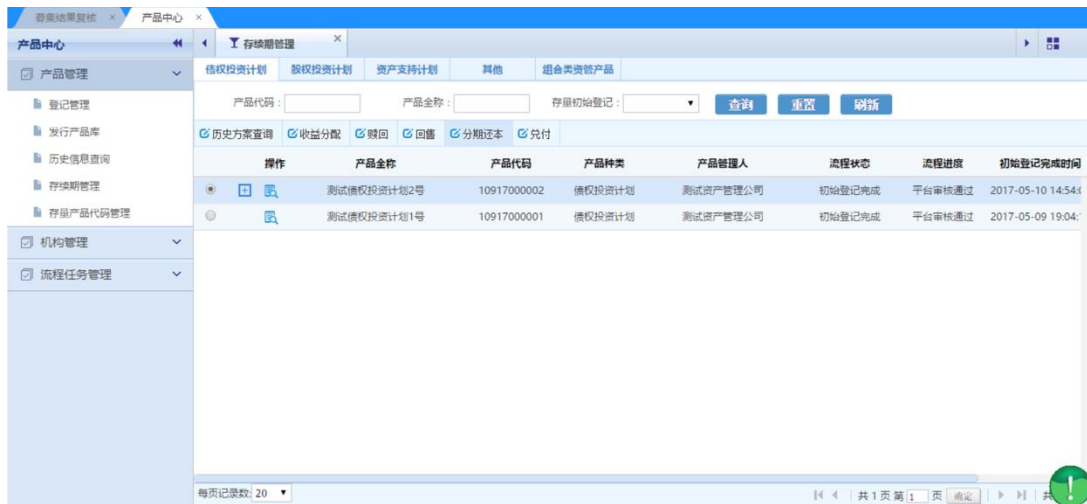 募集结果复核 × 产品中心 ×
产品中心
存续期管理 ×
产品管理
登记管理
发行产品库
历史信息查询
存续期管理
存量产品代码管理
机构管理
流程任务管理
债权投资计划 股权投资计划 资产支持计划 其他 组合类资管产品
产品代码： 产品全称： 存量初始登记： 查询 重置 刷新
历史方案查询 收益分配 赎回 回售 分期还本 兑付
操作 产品全称 产品代码 产品种类 产品管理人 流程状态 流程进度 初始登记完成时间
测试债权投资计划2号 10917000002 债权投资计划 测试资产管理公司 初始登记完成 平台审核通过 2017-05-10 14:54:
测试债权投资计划1号 10917000001 债权投资计划 测试资产管理公司 初始登记完成 平台审核通过 2017-05-09 19:04:
每页记录数: 20 共1页 第 1 页 确定